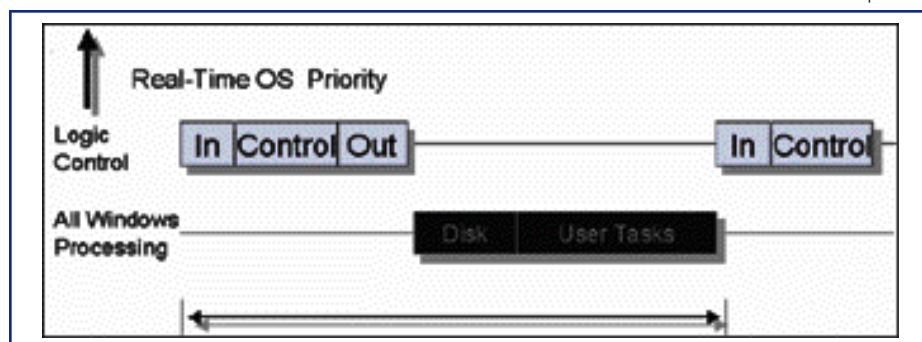 Real-Time OS Priority
Logic
Control
In Control Out
In Control
All Windows
Processing
Disk User Tasks